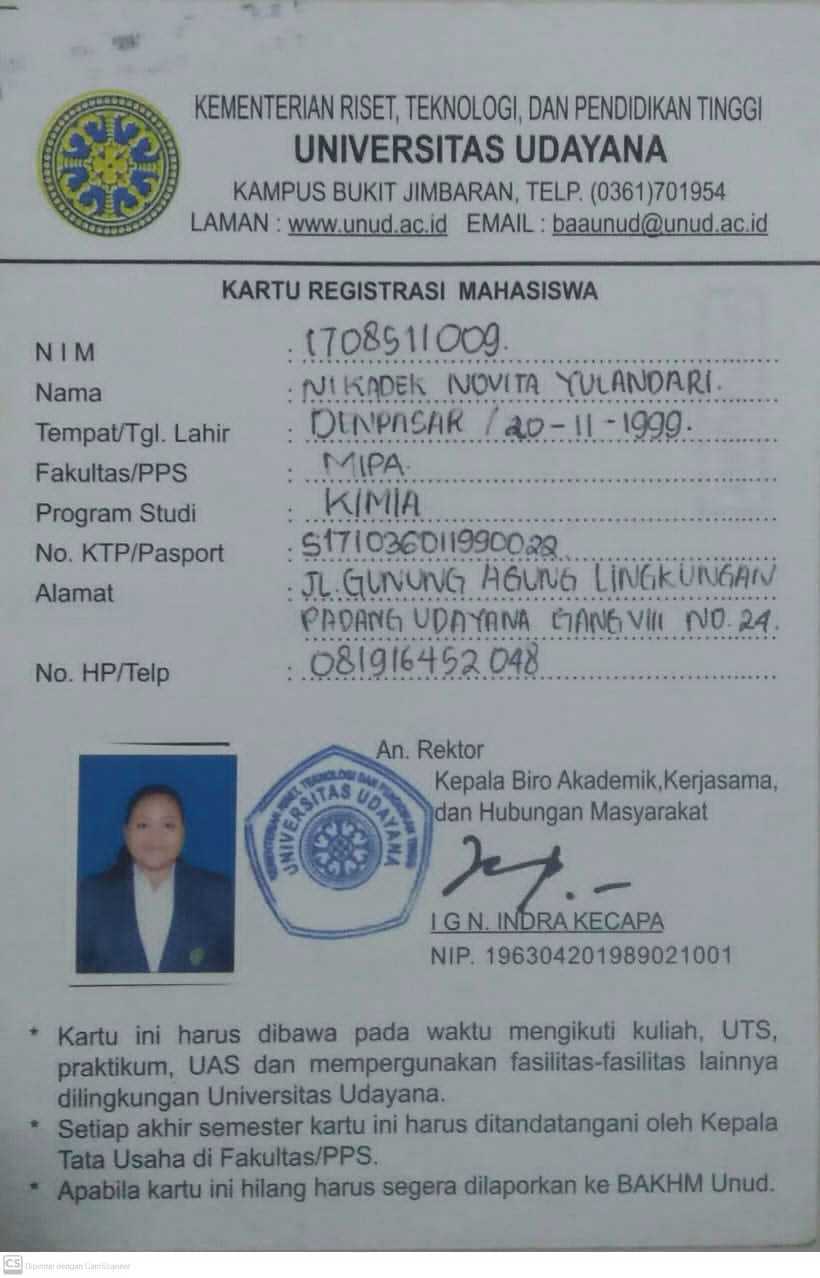 KEMENTERIAN RISET, TEKNOLOGI, DAN PENDIDIKAN TINGGI
UNIVERSITAS UDAYANA
KAMPUS BUKIT JIMBARAN, TELP. (0361)701954
LAMAN : www.unud.ac.id EMAIL : baaunud@unud.ac.id
KARTU REGISTRASI MAHASISWA
N I M : 1708511009.
Nama : NI KADEK NOVITA YULANDARI.
Tempat/Tgl. Lahir : DENPASAR / 20-11-1999.
Fakultas/PPS : MIPA.
Program Studi : KIMIA
No. KTP/Pasport : 5171036011990022
Alamat : JL. GUNUNG AGUNG LINGKUNGAN
PADANG UDAYANA GANG VIII NO. 24.
No. HP/Telp : 081916452048
An. Rektor
Kepala Biro Akademik,Kerjasama,
dan Hubungan Masyarakat
KEMENTERIAN RISET, TEKNOLOGI DAN PENDIDIKAN TINGGI
UNIVERSITAS UDAYANA
I G N. INDRA KECAPA
NIP. 196304201989021001
* Kartu ini harus dibawa pada waktu mengikuti kuliah, UTS,
praktikum, UAS dan mempergunakan fasilitas-fasilitas lainnya
dilingkungan Universitas Udayana.
* Setiap akhir semester kartu ini harus ditandatangani oleh Kepala
Tata Usaha di Fakultas/PPS.
* Apabila kartu ini hilang harus segera dilaporkan ke BAKHM Unud.
CS Dipindai dengan CamScanner